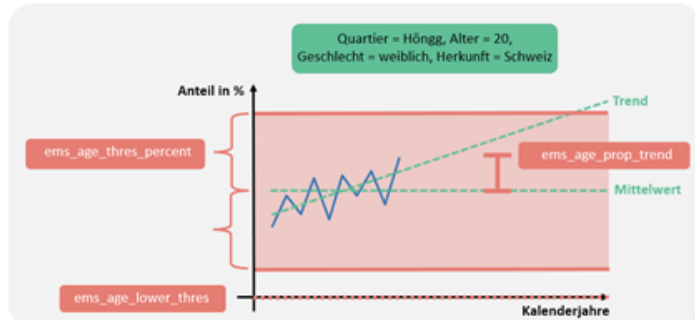 Quartier = Höngg, Alter = 20,
Geschlecht = weiblich, Herkunft = Schweiz
Anteil in %
Trend
ems_age_thres_percent
ems_age_prop_trend
Mittelwert
ems_age_lower_thres
Kalenderjahre